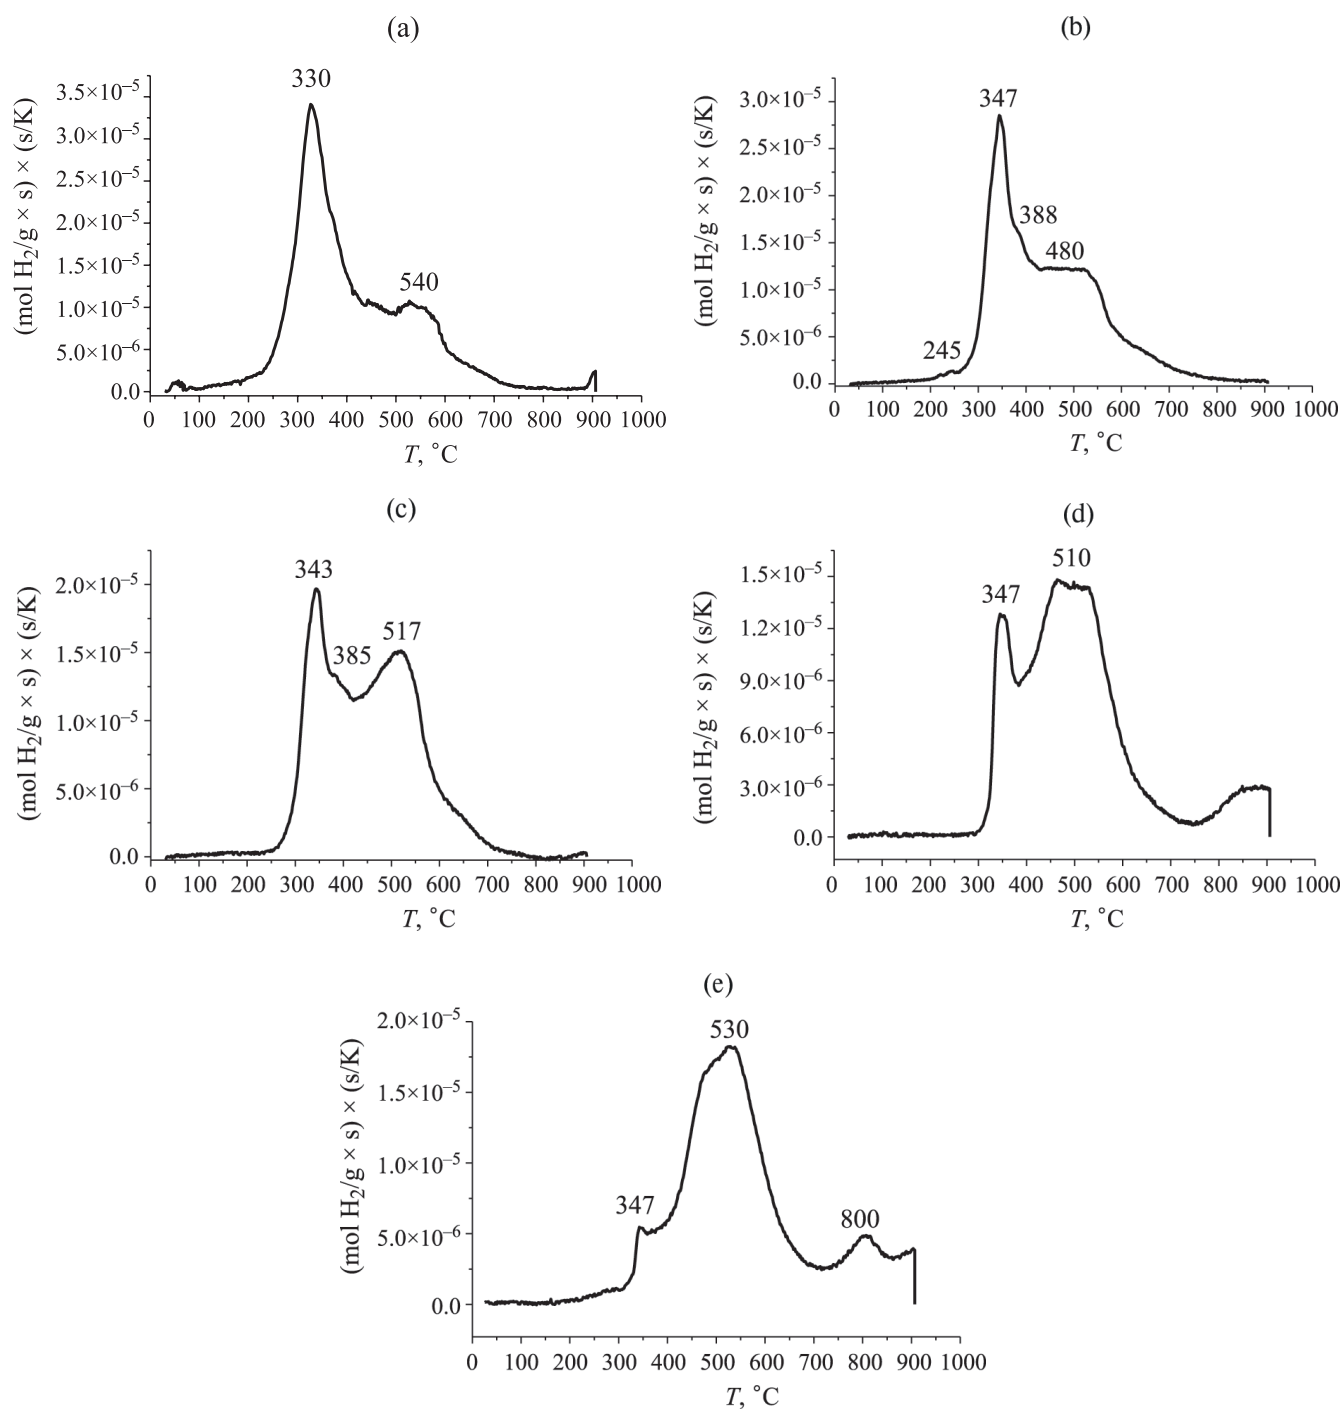 (a)
330
540
3.5×10⁻⁵
3.0×10⁻⁵
2.5×10⁻⁵
2.0×10⁻⁵
1.5×10⁻⁵
1.0×10⁻⁵
5.0×10⁻⁶
0.0
(mol H₂/g × s) × (s/K)
0 100 200 300 400 500 600 700 800 900 1000
T, ˚C
(b)
347
388
480
245
3.0×10⁻⁵
2.5×10⁻⁵
2.0×10⁻⁵
1.5×10⁻⁵
1.0×10⁻⁵
5.0×10⁻⁶
0.0
(mol H₂/g × s) × (s/K)
0 100 200 300 400 500 600 700 800 900 1000
T, ˚C
(c)
343
385
517
2.0×10⁻⁵
1.5×10⁻⁵
1.0×10⁻⁵
5.0×10⁻⁶
0.0
(mol H₂/g × s) × (s/K)
0 100 200 300 400 500 600 700 800 900 1000
T, ˚C
(d)
347
510
1.5×10⁻⁵
1.2×10⁻⁵
9.0×10⁻⁶
6.0×10⁻⁶
3.0×10⁻⁶
0.0
(mol H₂/g × s) × (s/K)
0 100 200 300 400 500 600 700 800 900 1000
T, ˚C
(e)
347
530
800
2.0×10⁻⁵
1.5×10⁻⁵
1.0×10⁻⁵
5.0×10⁻⁶
0.0
(mol H₂/g × s) × (s/K)
0 100 200 300 400 500 600 700 800 900 1000
T, ˚C